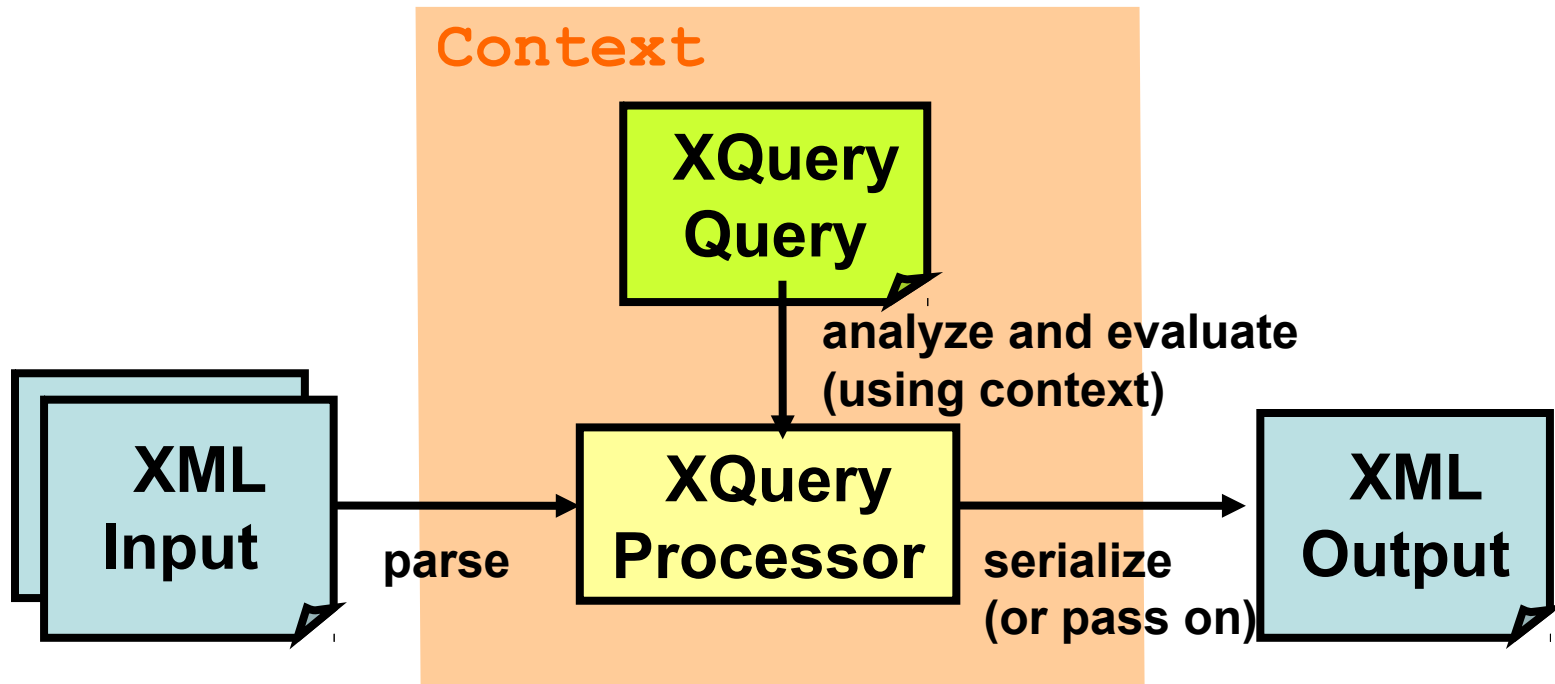 Context
XQuery
Query
analyze and evaluate
(using context)
XML
Input
parse
XQuery
Processor
serialize
(or pass on)
XML
Output